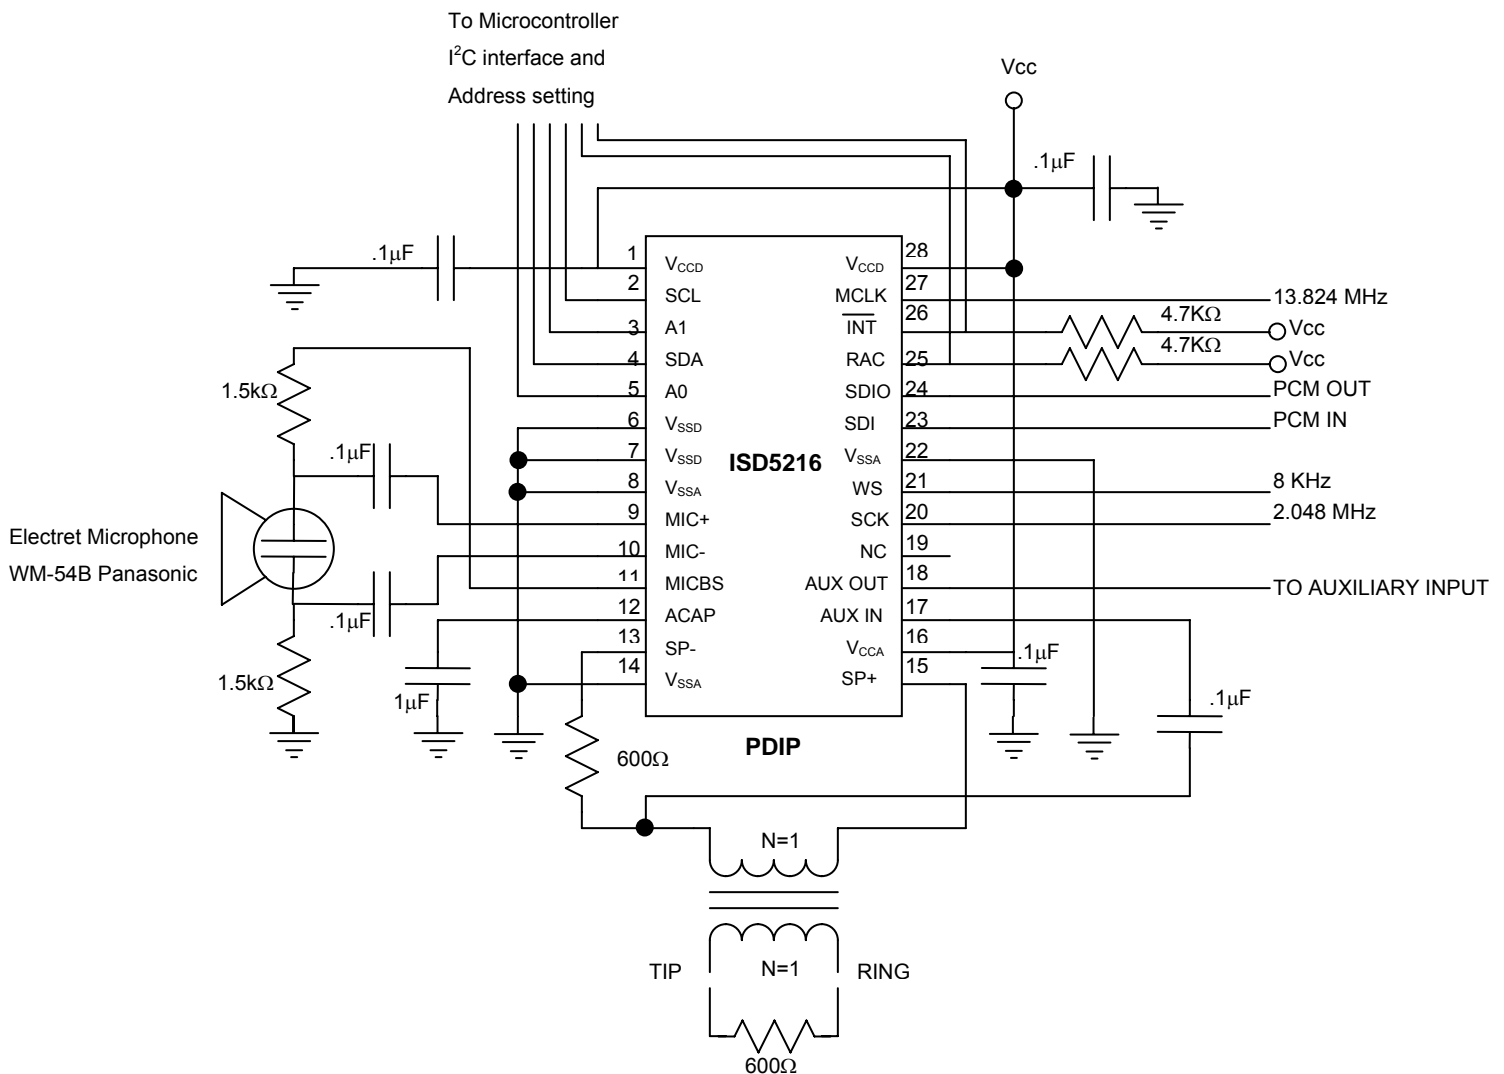 To Microcontroller
I²C interface and
Address setting
Vcc
.1µF
.1µF
1
2
3
4
5
6
7
8
9
10
11
12
13
14
VCCD
SCL
A1
SDA
A0
VSSD
VSSD
VSSA
MIC+
MIC-
MICBS
ACAP
SP-
VSSA
ISD5216
VCCD
MCLK
INT
RAC
SDIO
SDI
VSSA
WS
SCK
NC
AUX OUT
AUX IN
VCCA
SP+
28
27
26
25
24
23
22
21
20
19
18
17
16
15
13.824 MHz
4.7KΩ
Vcc
4.7KΩ
Vcc
PCM OUT
PCM IN
8 KHz
2.048 MHz
TO AUXILIARY INPUT
1.5kΩ
.1µF
Electret Microphone
WM-54B Panasonic
.1µF
1.5kΩ
1µF
.1µF
.1µF
PDIP
600Ω
N=1
TIP
N=1
RING
600Ω